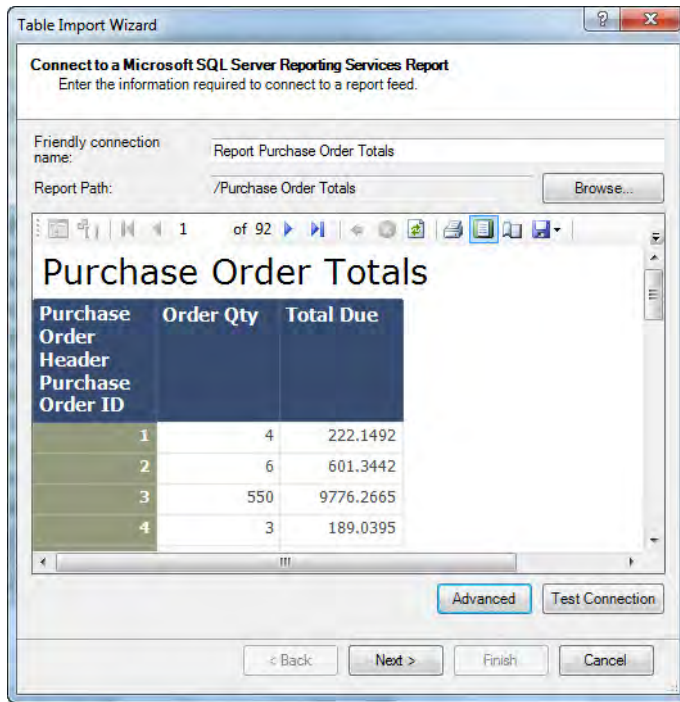 Table Import Wizard
Connect to a Microsoft SQL Server Reporting Services Report
Enter the information required to connect to a report feed.
Friendly connection
name:
Report Purchase Order Totals
Report Path:
/Purchase Order Totals
Browse...
1 of 92
Purchase Order Totals
Purchase
Order
Header
Purchase
Order ID
Order Qty
Total Due
1 4 222.1492
2 6 601.3442
3 550 9776.2665
4 3 189.0395
Advanced
Test Connection
< Back
Next >
Finish
Cancel